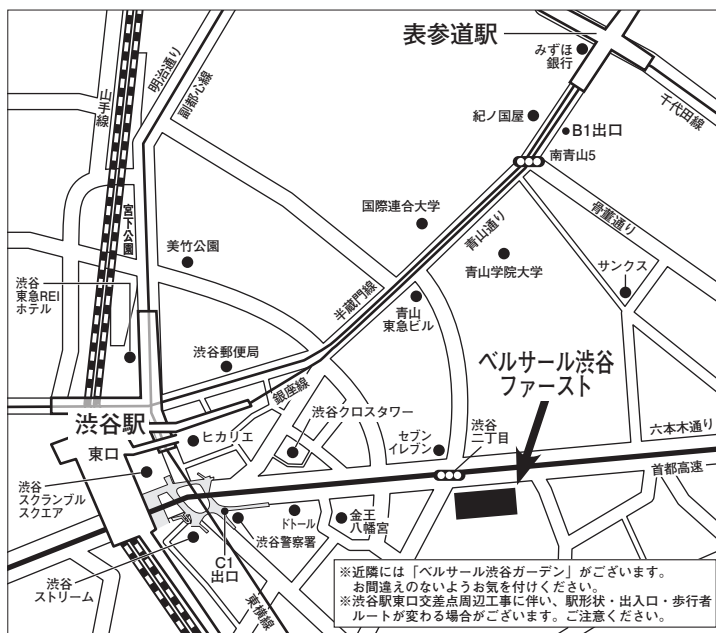 表参道駅
みずほ
銀行
千代田線
紀ノ国屋
B1出口
南青山5
山手線
明治通り
副都心線
宮下公園
国際連合大学
青山通り
骨董通り
美竹公園
青山学院大学
サンクス
渋谷
東急REI
ホテル
半蔵門線
青山
東急ビル
渋谷郵便局
銀座線
ベルサール渋谷
ファースト
渋谷駅
東口
ヒカリエ
渋谷クロスタワー
セブン
イレブン
渋谷
二丁目
六本木通り
首都高速
渋谷
スクランブル
スクエア
ドトール
金王
八幡宮
渋谷警察署
C1
出口
渋谷
ストリーム
東横線
※近隣には「ベルサール渋谷ガーデン」がございます。
お間違えのないようお気を付けください。
※渋谷駅東口交差点周辺工事に伴い、駅形状・出入口・歩行者
ルートが変わる場合がございます。ご注意ください。